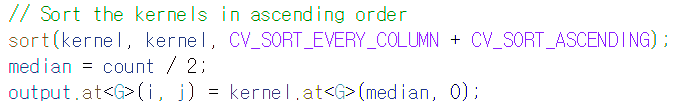 // Sort the kernels in ascending order
sort(kernel, kernel, CV_SORT_EVERY_COLUMN + CV_SORT_ASCENDING);
median = count / 2;
output.at<G>(i, j) = kernel.at<G>(median, 0);